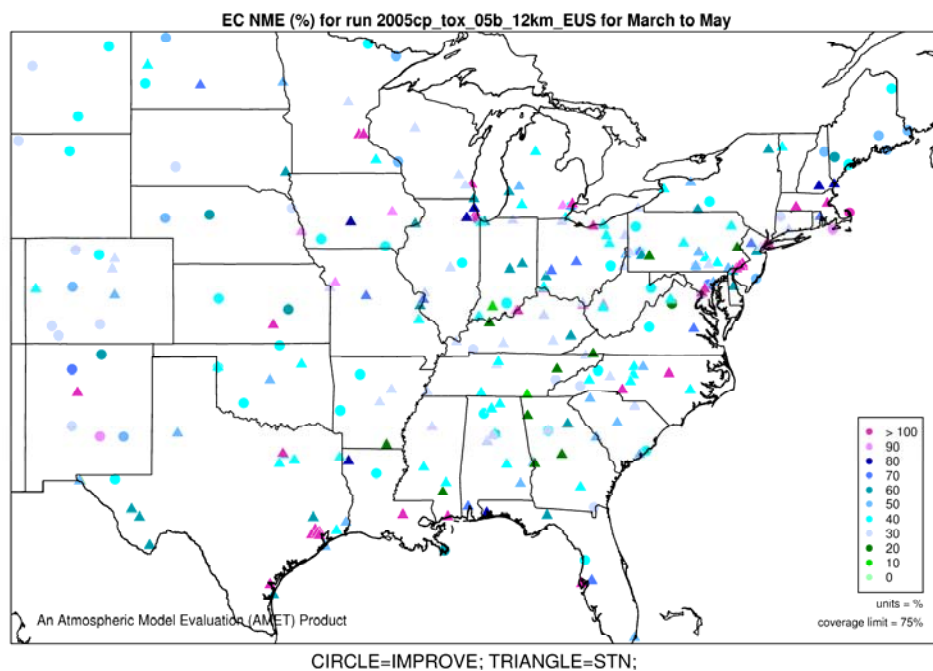 EC NME (%) for run 2005cp_tox_05b_12km_EUS for March to May
> 100
90
80
70
60
50
40
30
20
10
0
units = %
coverage limit = 75%
An Atmospheric Model Evaluation (AMET) Product
CIRCLE=IMPROVE; TRIANGLE=STN;